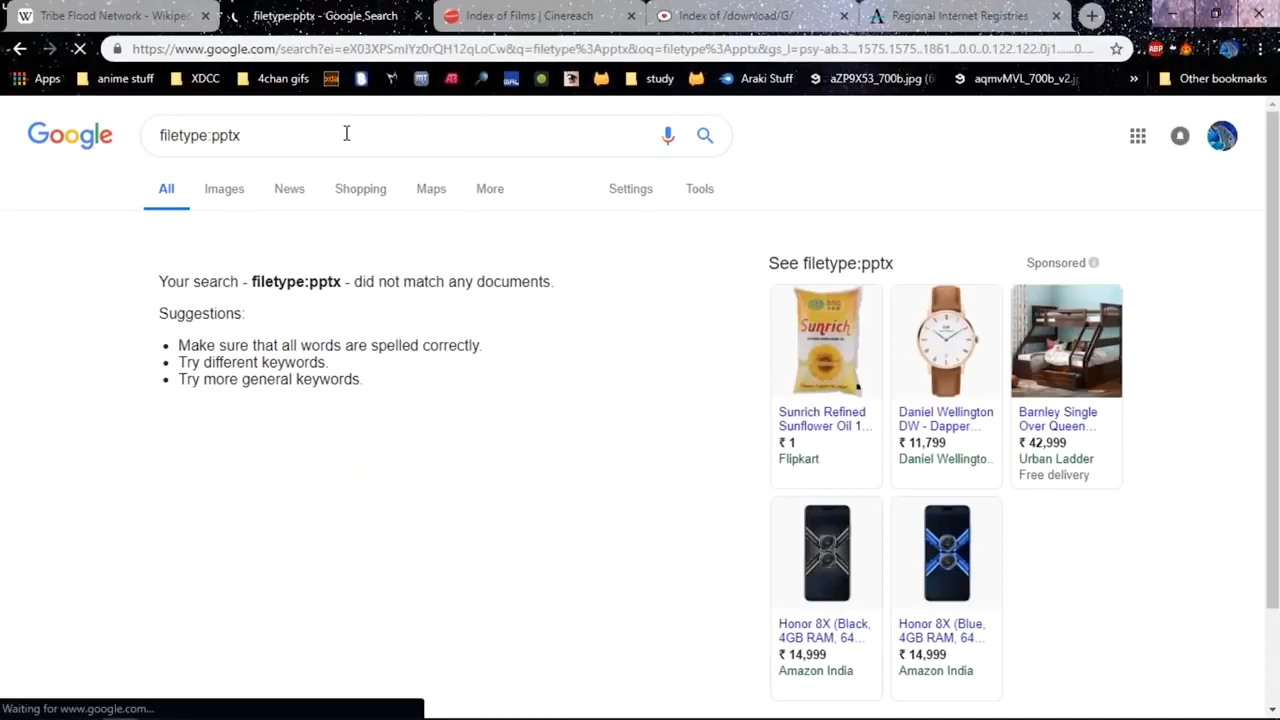 Tribe Flood Network - Wikipe
filetype:pptx - Google Search
Index of Films | Cinereach
Index of /download/G/
Regional Internet Registries
https://www.google.com/search?ei=eX03XPSmIYz0rQH12qLoCw&q=filetype%3Apptx&oq=filetype%3Apptx&gs_l=psy-ab.3...1575.1575..1861...0.0..0.122.122.0j1......0....
ABP
Apps
anime stuff
XDCC
4chan gifs
xda
MT
MAL
study
Araki Stuff
aZP9X53_700b.jpg (6
aqmvMVL_700b_v2.j
»
Other bookmarks
Google
filetype:pptx
All
Images
News
Shopping
Maps
More
Settings
Tools
Your search - filetype:pptx - did not match any documents.
Suggestions:
• Make sure that all words are spelled correctly.
• Try different keywords.
• Try more general keywords.
See filetype:pptx
Sponsored
Sunrich
Sunrich Refined
Sunflower Oil 1...
₹ 1
Flipkart
Daniel Wellington
DW - Dapper...
₹ 11,799
Daniel Wellingto..
Barnley Single
Over Queen...
₹ 42,999
Urban Ladder
Free delivery
Honor 8X (Black,
4GB RAM, 64...
₹ 14,999
Amazon India
Honor 8X (Blue,
4GB RAM, 64...
₹ 14,999
Amazon India
Waiting for www.google.com...